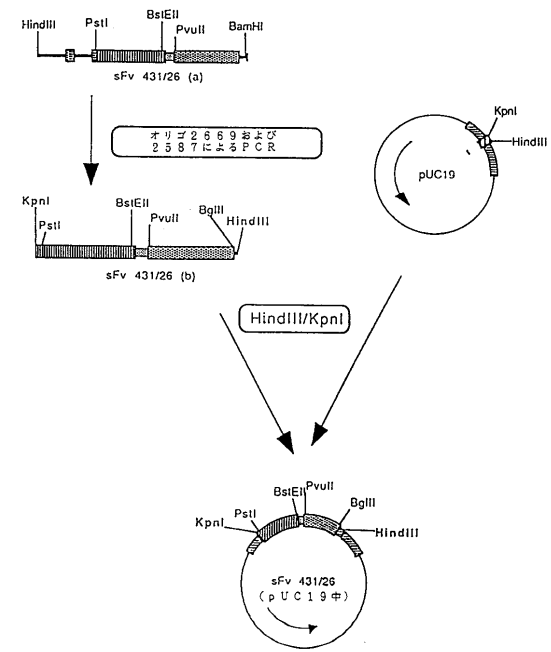 HindIII
PstI
BstEII
PvuII
BamHI
sFv 431/26 (a)
オリゴ2669および
2587によるPCR
KpnI
HindIII
pUC19
KpnI
PstI
BstEII
PvuII
BglII
HindIII
sFv 431/26 (b)
HindIII/KpnI
KpnI
PstI
BstEII
PvuII
BglII
HindIII
sFv 431/26
(pUC19中)